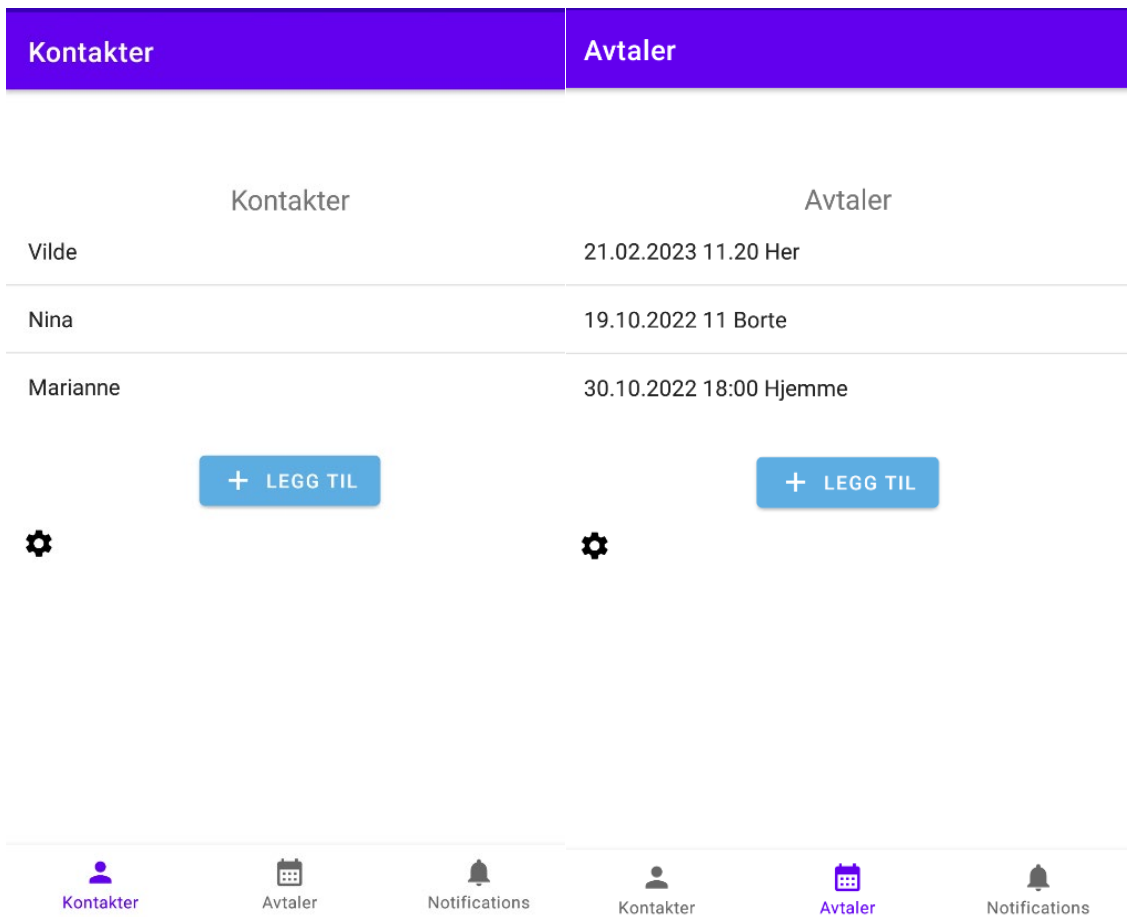 Kontakter
Kontakter
Vilde
Nina
Marianne
+ LEGG TIL
Kontakter Avtaler Notifications
Avtaler
Avtaler
21.02.2023 11.20 Her
19.10.2022 11 Borte
30.10.2022 18:00 Hjemme
+ LEGG TIL
Kontakter Avtaler Notifications